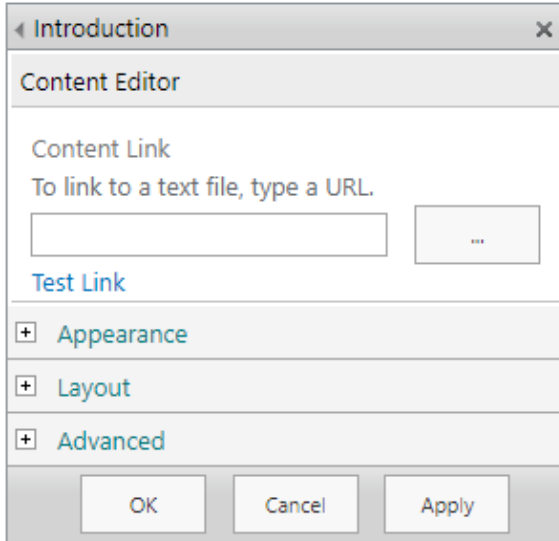 Introduction
Content Editor
Content Link
To link to a text file, type a URL.
...
Test Link
Appearance
Layout
Advanced
OK Cancel Apply